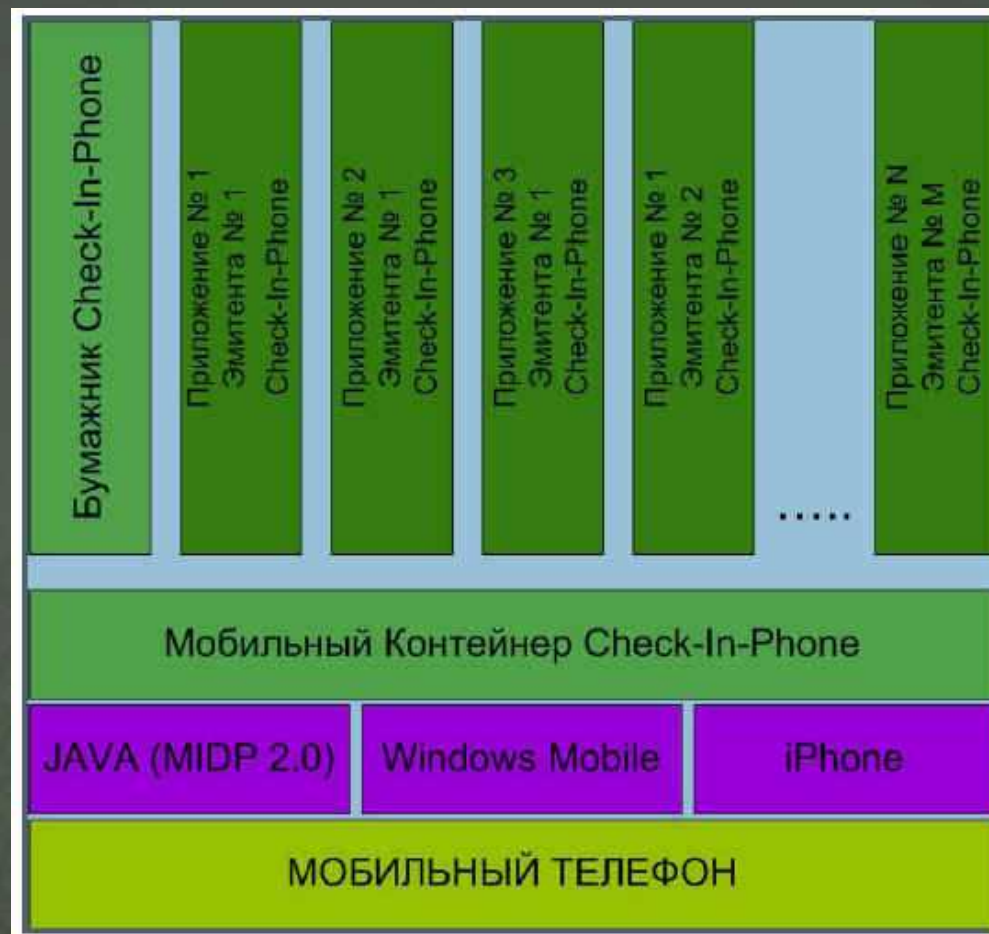 Бумажник Check-In-Phone
Приложение № 1
Эмитента № 1
Check-In-Phone
Приложение № 2
Эмитента № 1
Check-In-Phone
Приложение № 3
Эмитента № 1
Check-In-Phone
Приложение № 1
Эмитента № 2
Check-In-Phone
.....
Приложение № N
Эмитента № M
Check-In-Phone
Мобильный Контейнер Check-In-Phone
JAVA (MIDP 2.0)
Windows Mobile
iPhone
МОБИЛЬНЫЙ ТЕЛЕФОН